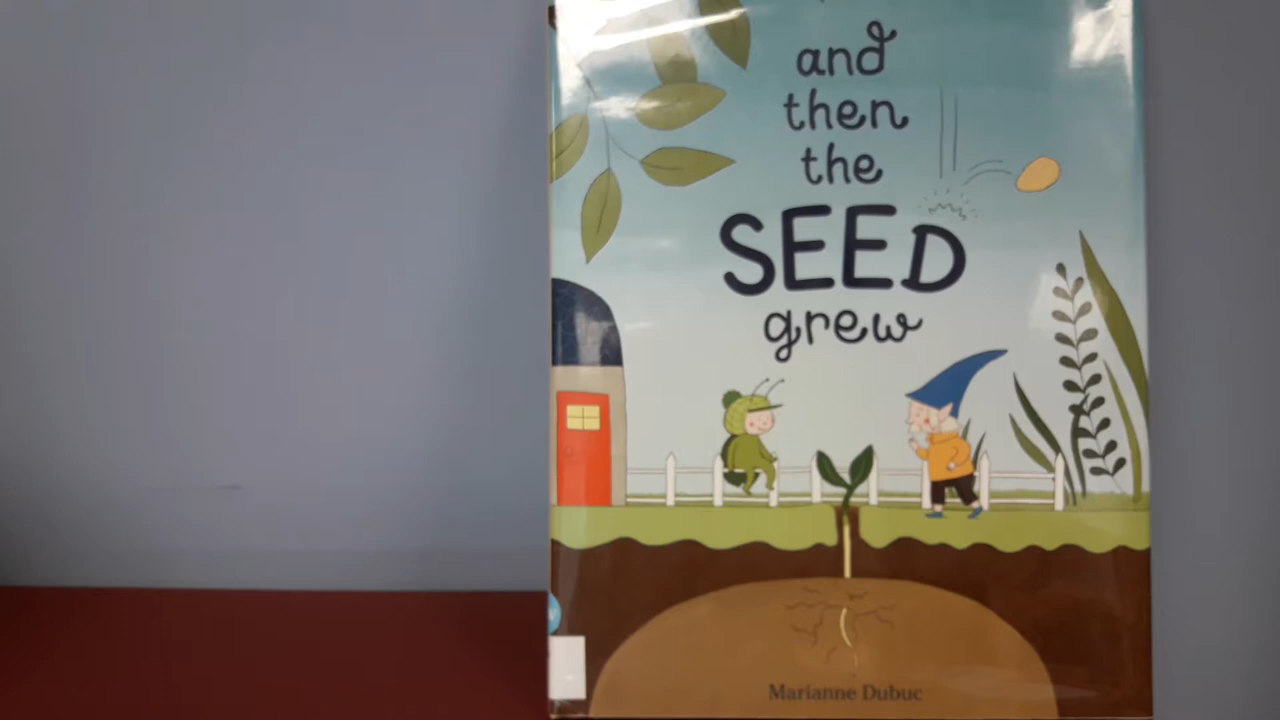 and
then
the
SEED
grew
Marianne Dubuc